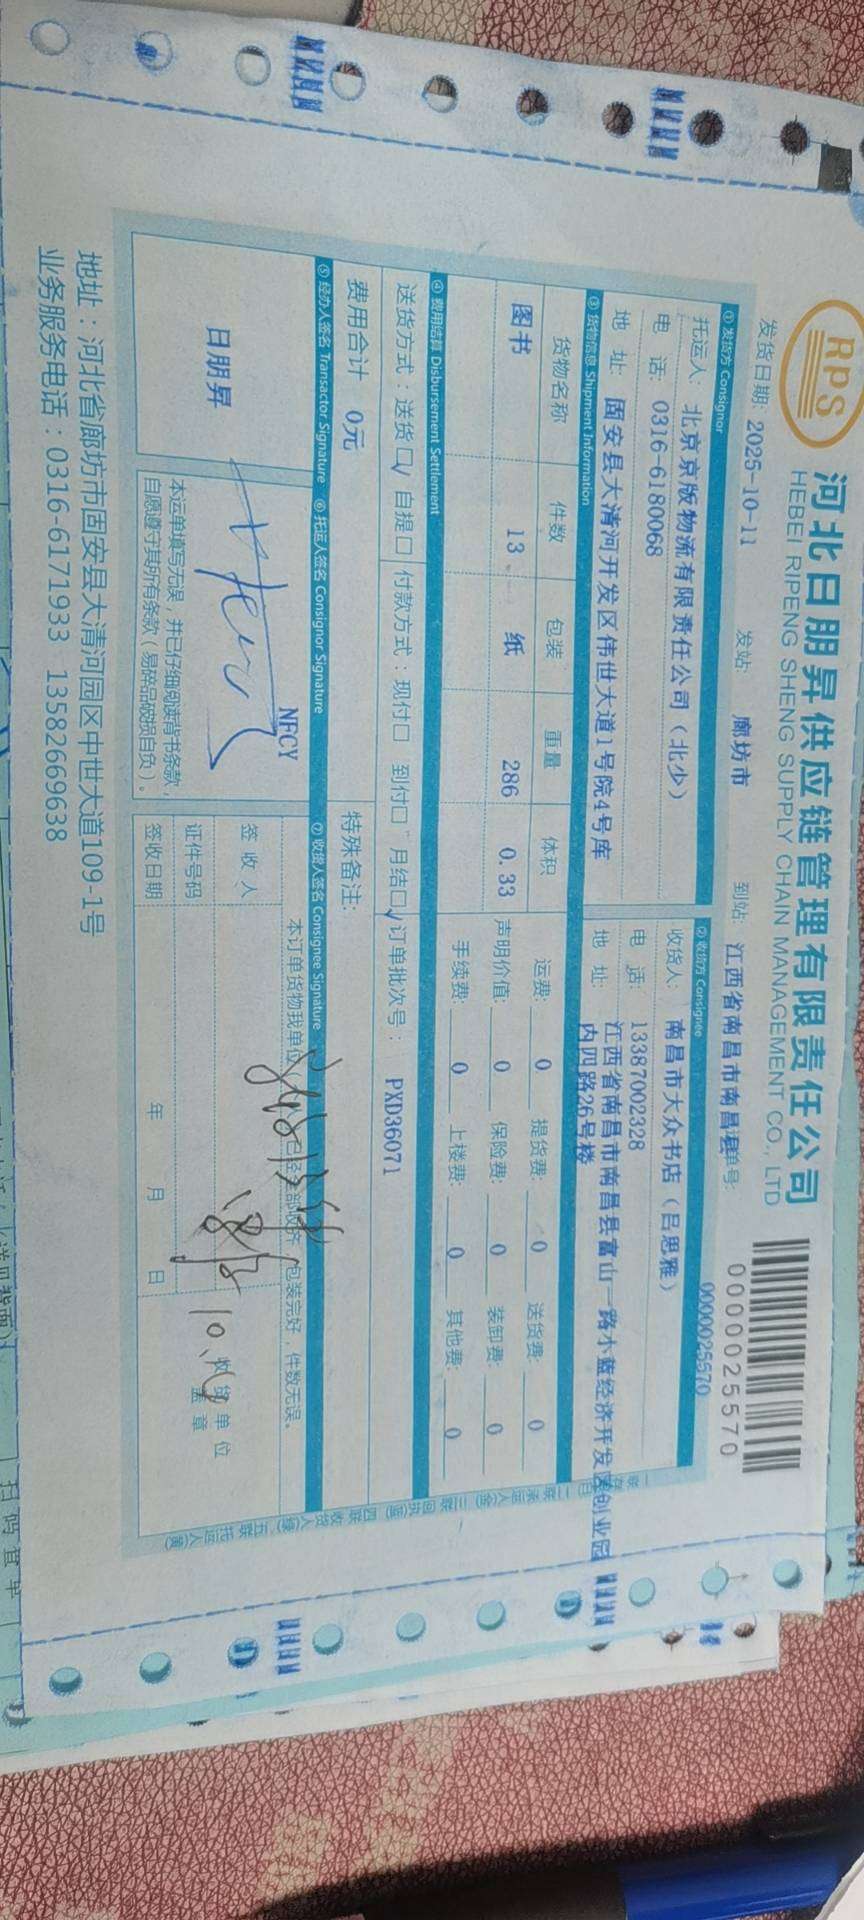 RPS
河北日朋昇供应链管理有限责任公司
HEBEI RIPENG SHENG SUPPLY CHAIN MANAGEMENT CO., LTD
0000025570
发货日期: 2025-10-11 发站: 廊坊市 到站: 江西省南昌市南昌县 单号: 0000025570
① 发货方 Consignor ② 收货方 Consignee
托运人: 北京京版物流有限责任公司（北少） 收货人: 南昌市大众书店（吕思雅）
电 话: 0316-6180068 电 话: 13387002328
地 址: 固安县大清河开发区伟世大道1号院4号库 地 址: 江西省南昌市南昌县富山一路小蓝经济开发区创业园
内四路26号楼
③ 货物信息 Shipment Information
货物名称 件数 包装 重量 体积 运费: 0 提货费: 0 送货费: 0
图书 13 纸 286 0.33 声明价值: 0 保险费: 0 装卸费: 0
手续费: 0 上楼费: 0 其他费: 0
④ 费用结算 Disbursement Settlement
送货方式：送货□√ 自提□ 付款方式：现付□ 到付□ 月结□√ 订单批次号： PXD36071
费用合计 0元 特殊备注:
⑤ 经办人签名 Transactor Signature ⑥ 托运人签名 Consignor Signature ⑦ 收货人签名 Consignee Signature
日朋昇
NFCY
本运单填写无误，并已仔细阅读背书条款，
自愿遵守其所有条款（易碎品破损自负）。
本订单货物我单位已经全部收齐，包装完好，件数无误。
签 收 人
证件号码
签收日期 年 月 日
收货单位
盖章
地址：河北省廊坊市固安县大清河园区中世大道109-1号
业务服务电话：0316-6171933 13582669638
扫码查单